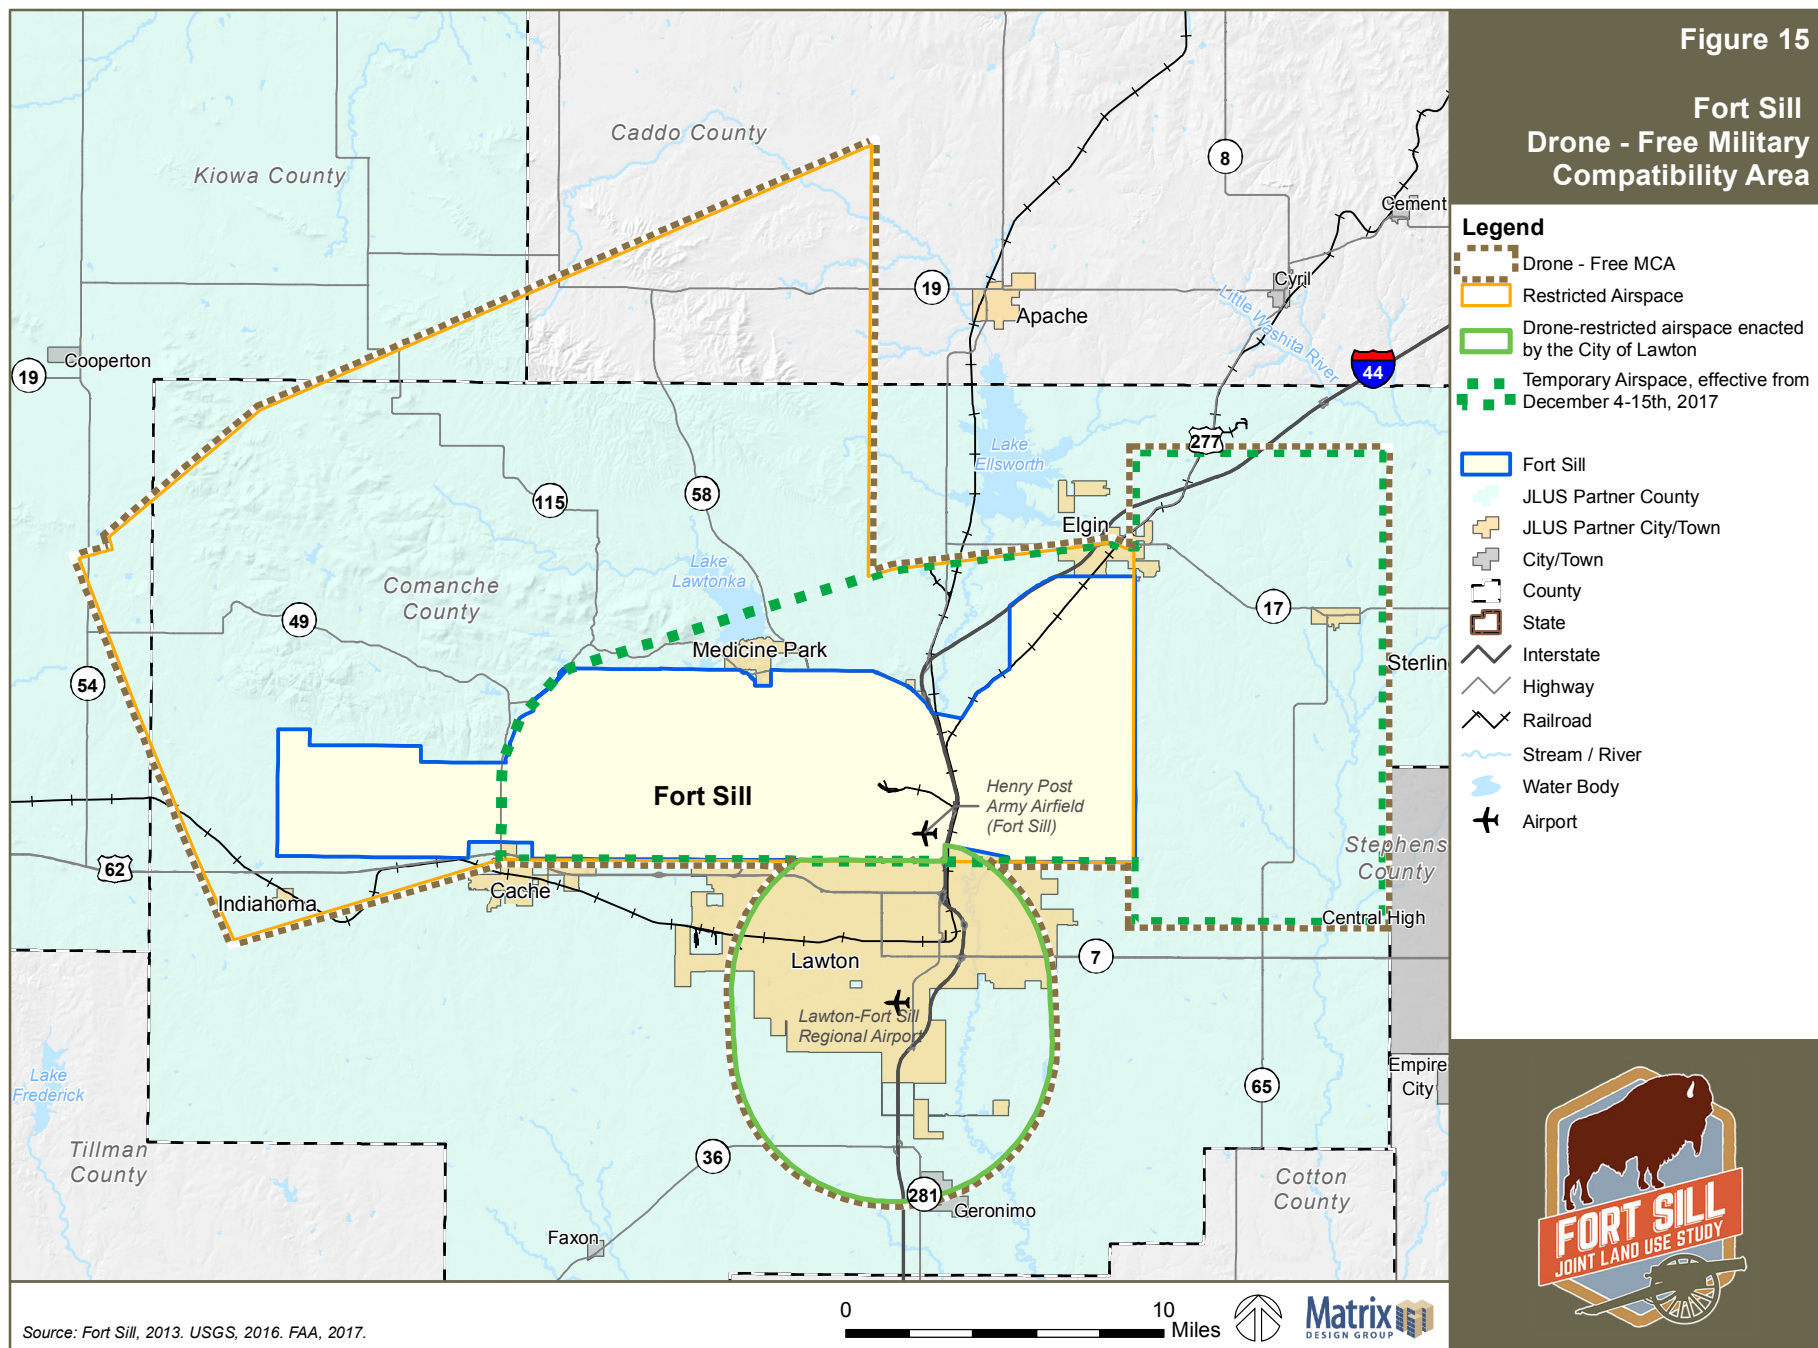 Figure 15
Fort Sill
Drone - Free Military
Compatibility Area
Legend
Drone - Free MCA
Restricted Airspace
Drone-restricted airspace enacted
by the City of Lawton
Temporary Airspace, effective from
December 4-15th, 2017
Fort Sill
JLUS Partner County
JLUS Partner City/Town
City/Town
County
State
Interstate
Highway
Railroad
Stream / River
Water Body
Airport
Caddo County
Kiowa County
8
Cement
Cyril
19
Apache
Little Washita River
Cooperton
19
44
277
Lake
Ellsworth
115
58
Elgin
Lake
Lawtonka
Comanche
County
49
17
Medicine Park
Sterlin
54
Fort Sill
Henry Post
Army Airfield
(Fort Sill)
Stephens
County
62
Indiahoma
Cache
Central High
Lawton
7
Lawton-Fort Sill
Regional Airport
Lake
Frederick
Empire
City
65
Tillman
County
36
Cotton
County
281
Geronimo
Faxon
FORT SILL
JOINT LAND USE STUDY
Source: Fort Sill, 2013. USGS, 2016. FAA, 2017.
0 10
Miles
Matrix
DESIGN GROUP